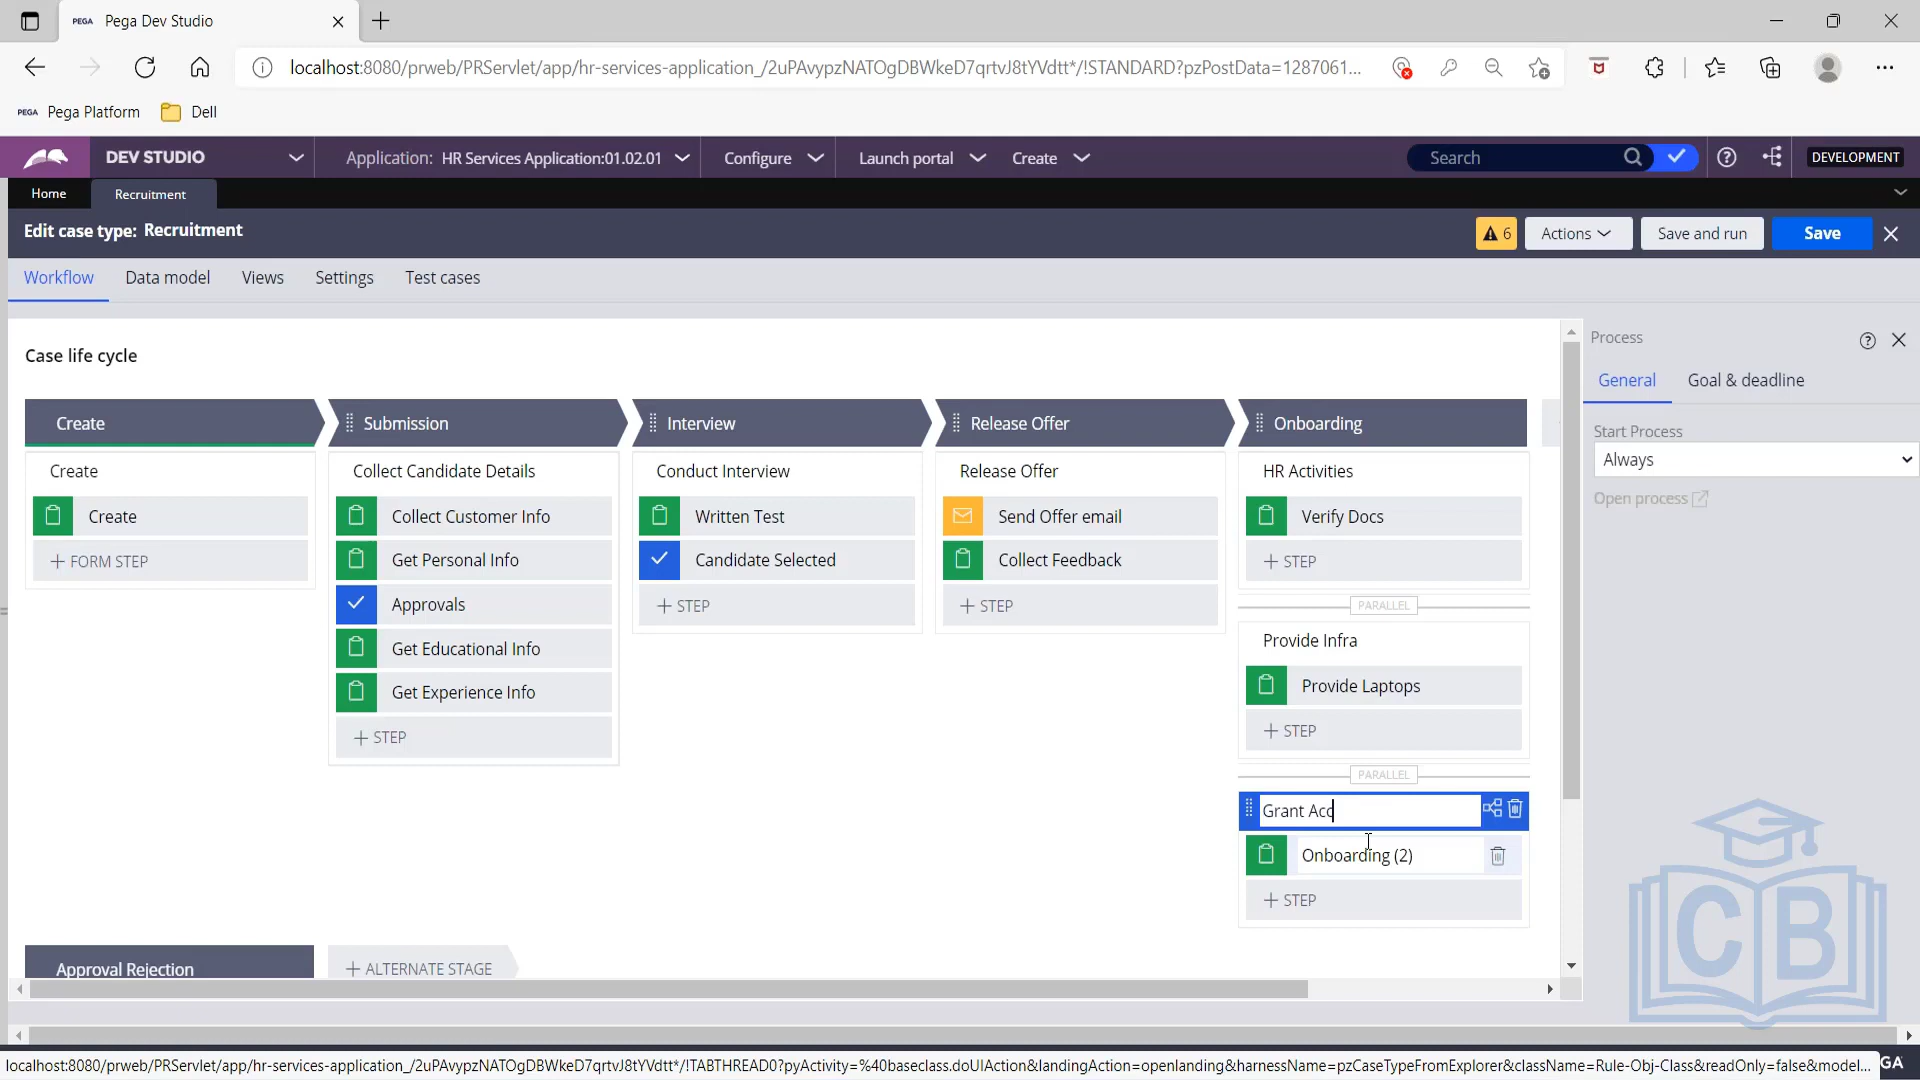 PEGA Pega Dev Studio
localhost:8080/prweb/PRServlet/app/hr-services-application_/2uPAvypzNATOgDBWkeD7qrtvJ8tYVdtt*/!STANDARD?pzPostData=1287061...
PEGA Pega Platform Dell
DEV STUDIO Application: HR Services Application:01.02.01 Configure Launch portal Create Search DEVELOPMENT
Home Recruitment
Edit case type: Recruitment 6 Actions Save and run Save
Workflow Data model Views Settings Test cases
Process
Case life cycle
General Goal & deadline
Create Submission Interview Release Offer Onboarding
Start Process
Always
Create Collect Candidate Details Conduct Interview Release Offer HR Activities
Open process
Create Collect Customer Info Written Test Send Offer email Verify Docs
+ FORM STEP Get Personal Info Candidate Selected Collect Feedback + STEP
Approvals + STEP + STEP PARALLEL
Get Educational Info Provide Infra
Get Experience Info Provide Laptops
+ STEP + STEP
PARALLEL
Grant Acc
Onboarding (2)
+ STEP
Approval Rejection + ALTERNATE STAGE
CB
localhost:8080/prweb/PRServlet/app/hr-services-application_/2uPAvypzNATOgDBWkeD7qrtvJ8tYVdtt*/!TABTHREAD0?pyActivity=%40baseclass.doUIAction&landingAction=openlanding&harnessName=pzCaseTypeFromExplorer&className=Rule-Obj-Class&readOnly=false&model... GA